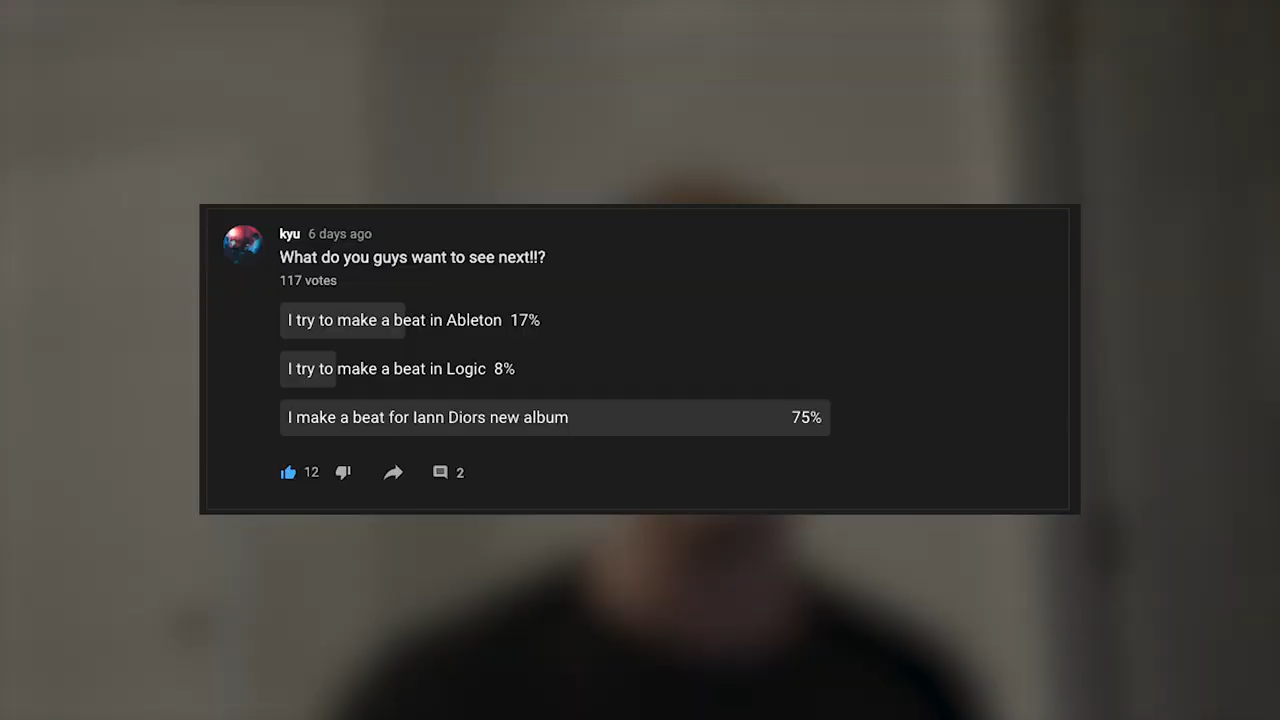 kyu 6 days ago
What do you guys want to see next!!?
117 votes
I try to make a beat in Ableton 17%
I try to make a beat in Logic 8%
I make a beat for Iann Diors new album 75%
12 2